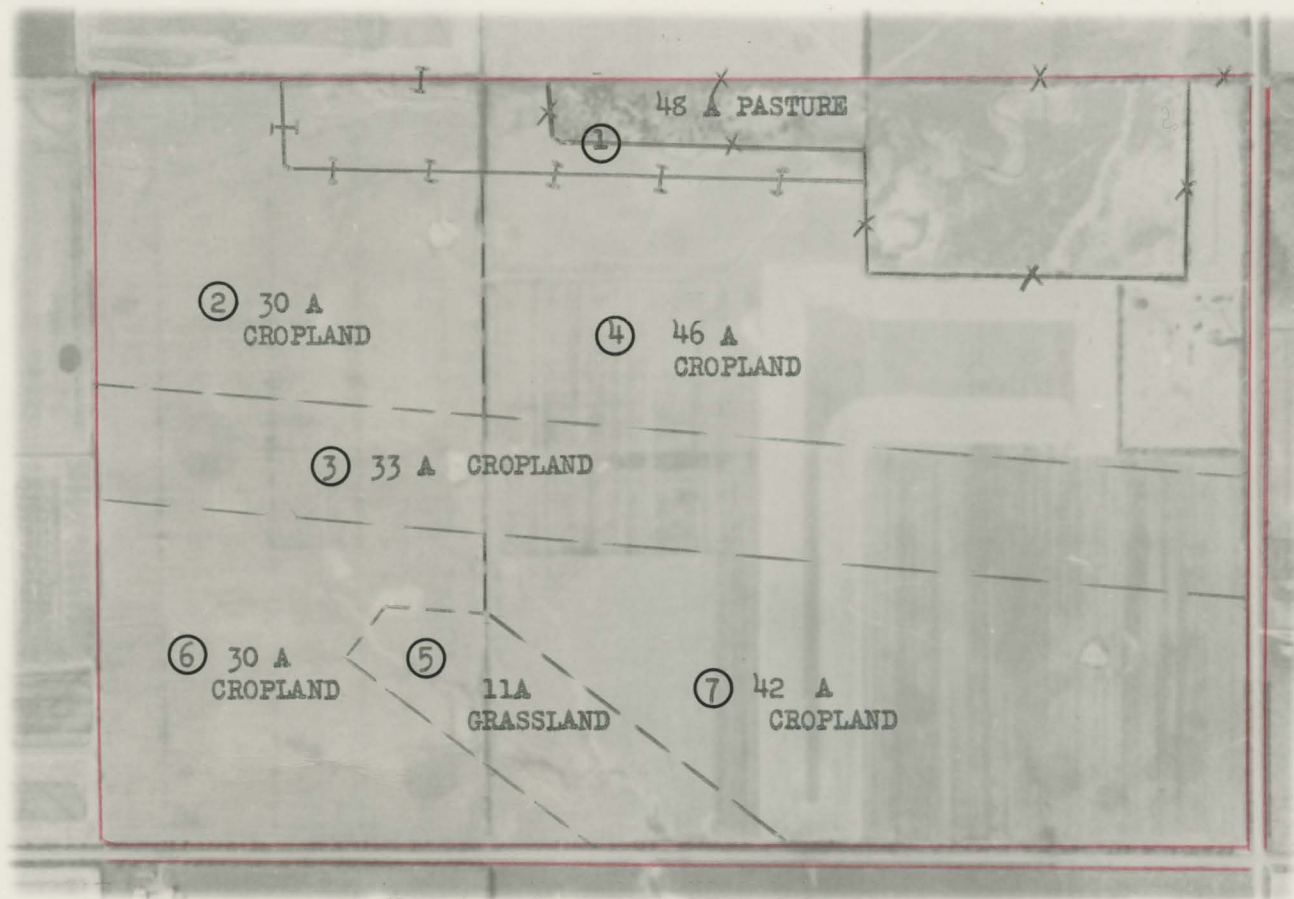 48 A PASTURE
1
2 30 A
CROPLAND
4 46 A
CROPLAND
3 33 A CROPLAND
6 30 A
CROPLAND
5
11A
GRASSLAND
7 42 A
CROPLAND